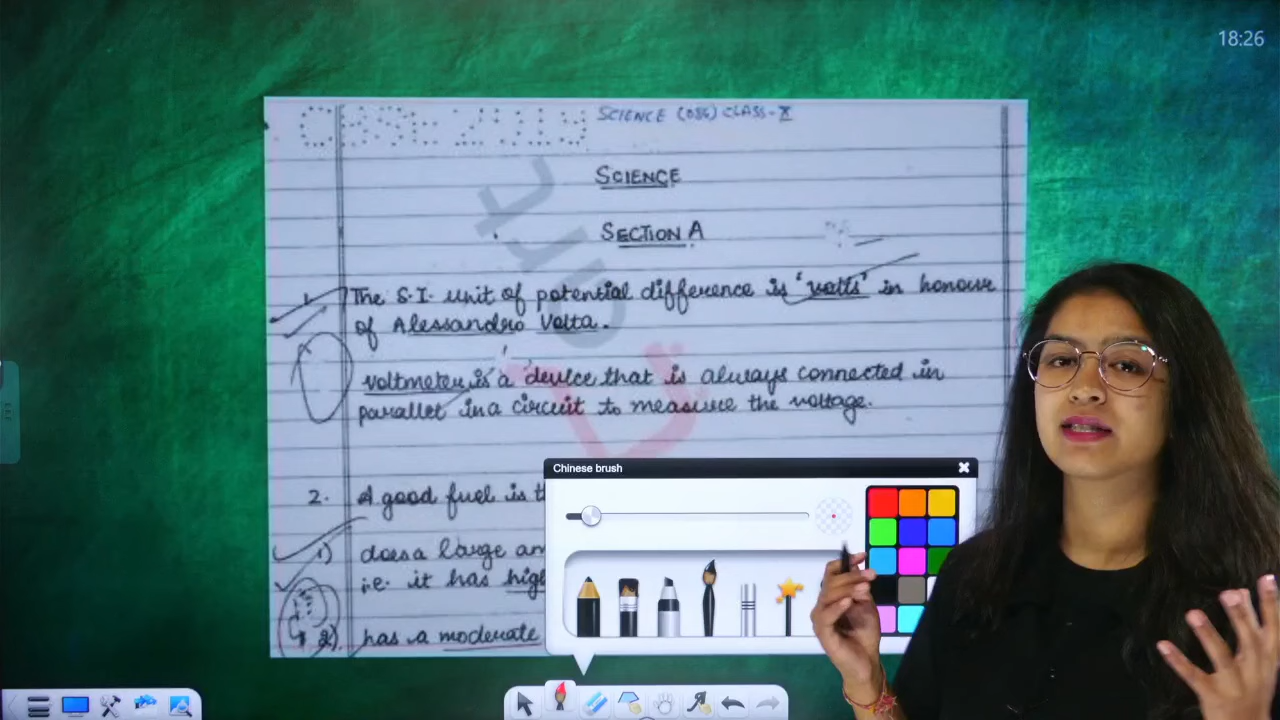 18:26
CBSE 2019 SCIENCE (086) CLASS-X
SCIENCE
SECTION A
1. The S.I. unit of potential difference is 'volts' in honour
of Alessandro Volta.
voltmeter is a device that is always connected in
parallel in a circuit to measure the voltage.
Chinese brush
2. A good fuel is
1) does a large
i.e. it has high
2) has a moderate